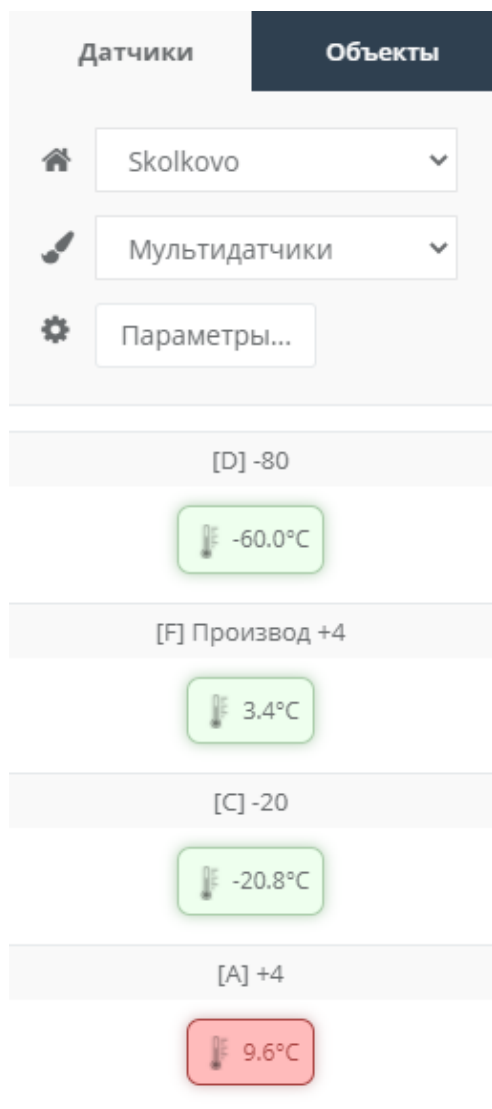 Датчики
Объекты
Skolkovo
Мультидатчики
Параметры...
[D] -80
-60.0°C
[F] Производ +4
3.4°C
[C] -20
-20.8°C
[A] +4
9.6°C